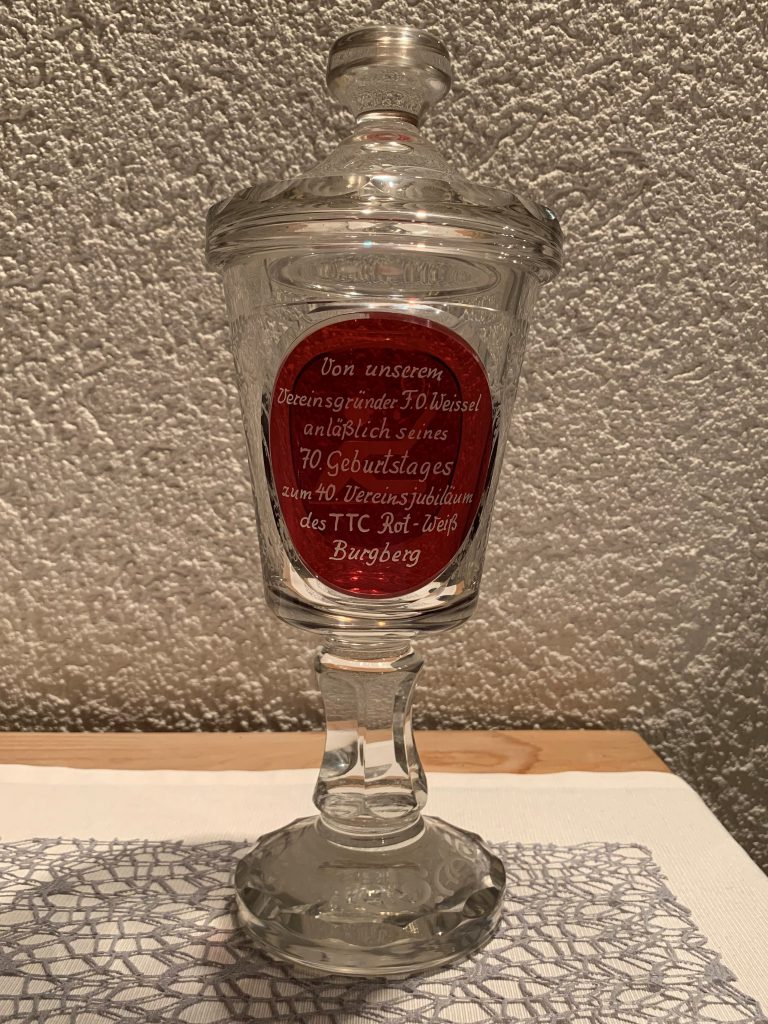 Von unserem
Vereinsgründer F.O. Weissel
anläßlich seines
70. Geburtstages
zum 40. Vereinsjubiläum
des TTC Rot-Weiß
Burgberg